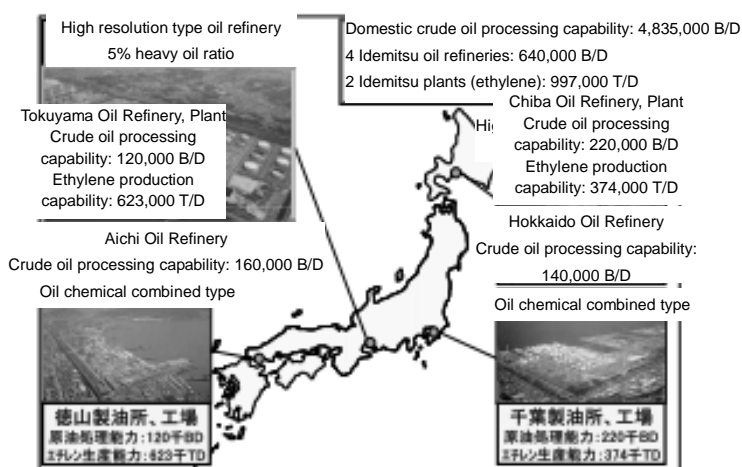 High resolution type oil refinery
5% heavy oil ratio
Domestic crude oil processing capability: 4,835,000 B/D
4 Idemitsu oil refineries: 640,000 B/D
2 Idemitsu plants (ethylene): 997,000 T/D
Tokuyama Oil Refinery, Plant
Crude oil processing
capability: 120,000 B/D
Ethylene production
capability: 623,000 T/D
Chiba Oil Refinery, Plant
Crude oil processing
capability: 220,000 B/D
Ethylene production
capability: 374,000 T/D
Aichi Oil Refinery
Crude oil processing capability: 160,000 B/D
Oil chemical combined type
Hokkaido Oil Refinery
Crude oil processing capability:
140,000 B/D
Oil chemical combined type
徳山製油所、工場
原油処理能力:120千BD
エチレン生産能力:623千TD
千葉製油所、工場
原油処理能力:220千BD
エチレン生産能力:374千TD